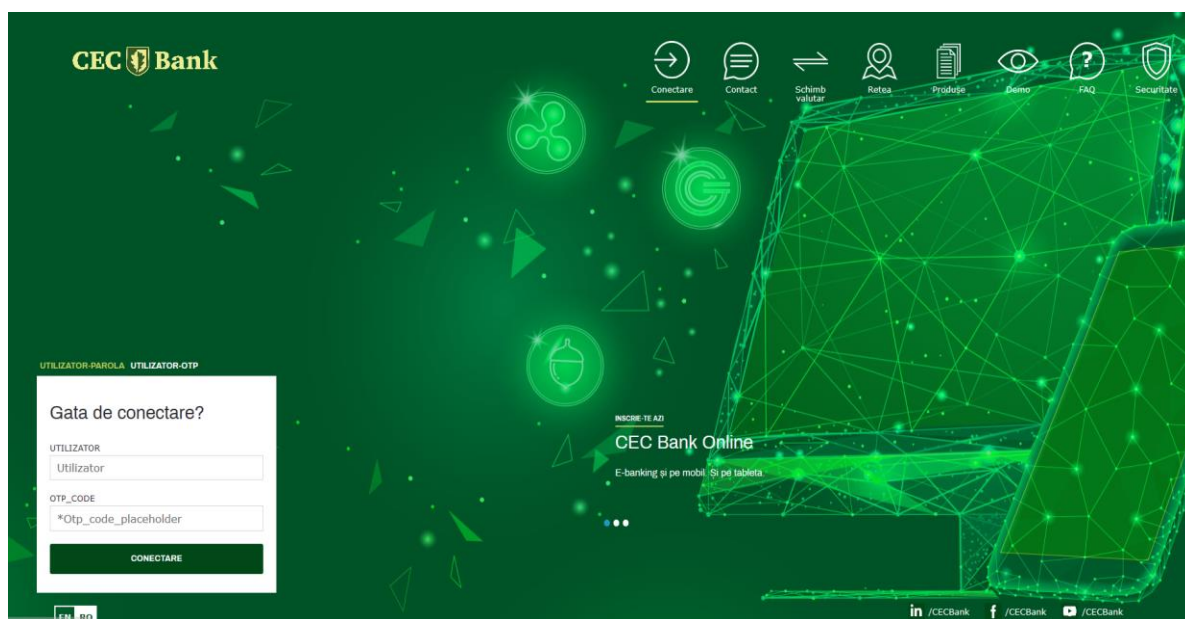 CEC Bank
Conectare
Contact
Schimb
valutar
Retea
Produse
Demo
FAQ
Securitate
UTILIZATOR-PAROLA UTILIZATOR-OTP
Gata de conectare?
UTILIZATOR
Utilizator
OTP_CODE
*Otp_code_placeholder
CONECTARE
INSCRIE-TE AZI
CEC Bank Online
E-banking și pe mobil. Și pe tableta
EN RO
in /CECBank
f /CECBank
/CECBank